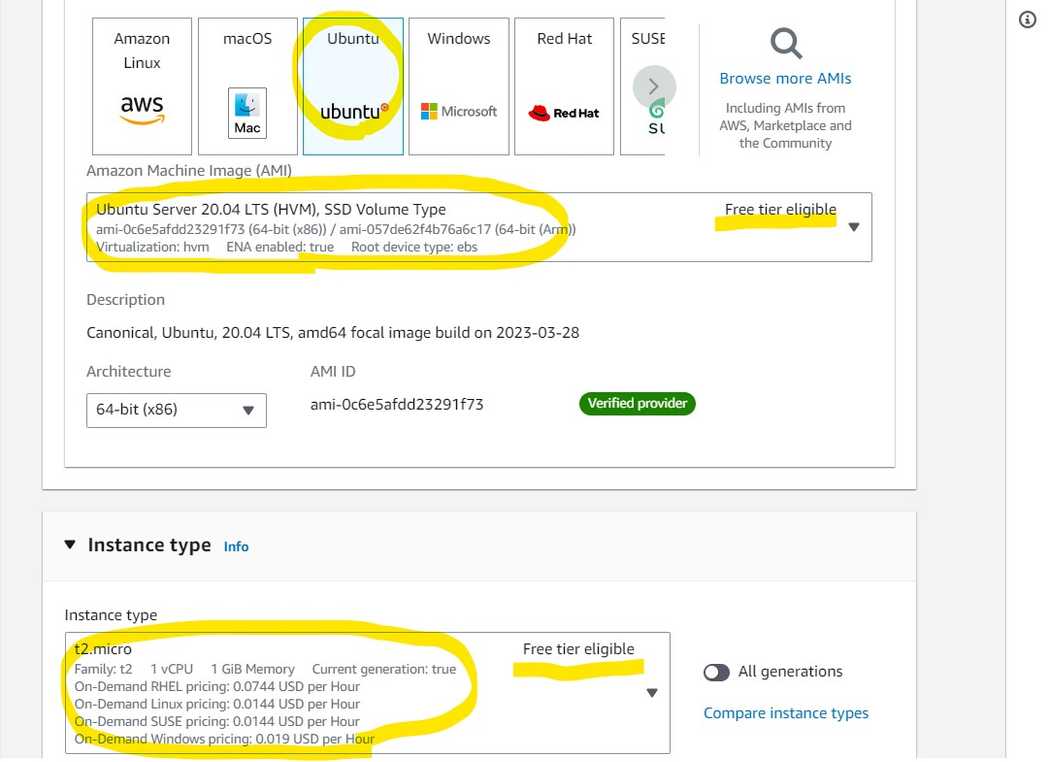 Amazon
Linux
macOS
Ubuntu
Windows
Red Hat
SUSE
aws
Mac
ubuntu
Microsoft
Red Hat
SU
Browse more AMIs
Including AMIs from
AWS, Marketplace and
the Community
Amazon Machine Image (AMI)
Ubuntu Server 20.04 LTS (HVM), SSD Volume Type
Free tier eligible
ami-0c6e5afdd23291f73 (64-bit (x86)) / ami-057de62f4b76a6c17 (64-bit (Arm))
Virtualization: hvm ENA enabled: true Root device type: ebs
Description
Canonical, Ubuntu, 20.04 LTS, amd64 focal image build on 2023-03-28
Architecture
AMI ID
64-bit (x86)
ami-0c6e5afdd23291f73
Verified provider
Instance type Info
Instance type
t2.micro
Free tier eligible
Family: t2 1 vCPU 1 GiB Memory Current generation: true
On-Demand RHEL pricing: 0.0744 USD per Hour
On-Demand Linux pricing: 0.0144 USD per Hour
On-Demand SUSE pricing: 0.0144 USD per Hour
On-Demand Windows pricing: 0.019 USD per Hour
All generations
Compare instance types